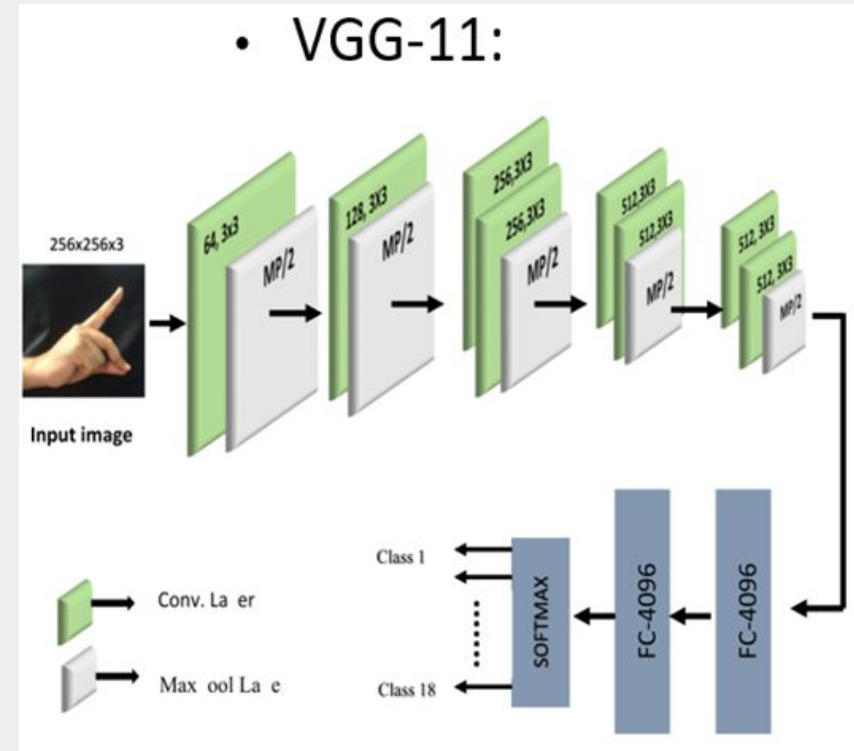 • VGG-11:
256x256x3
Input image
64, 3x3
MP/2
128, 3X3
MP/2
256,3X3
256,3X3
MP/2
512,3X3
512,3X3
MP/2
512, 3X3
512, 3X3
MP/2
FC-4096
FC-4096
SOFTMAX
Class 1
Class 18
Conv. La er
Max ool La e